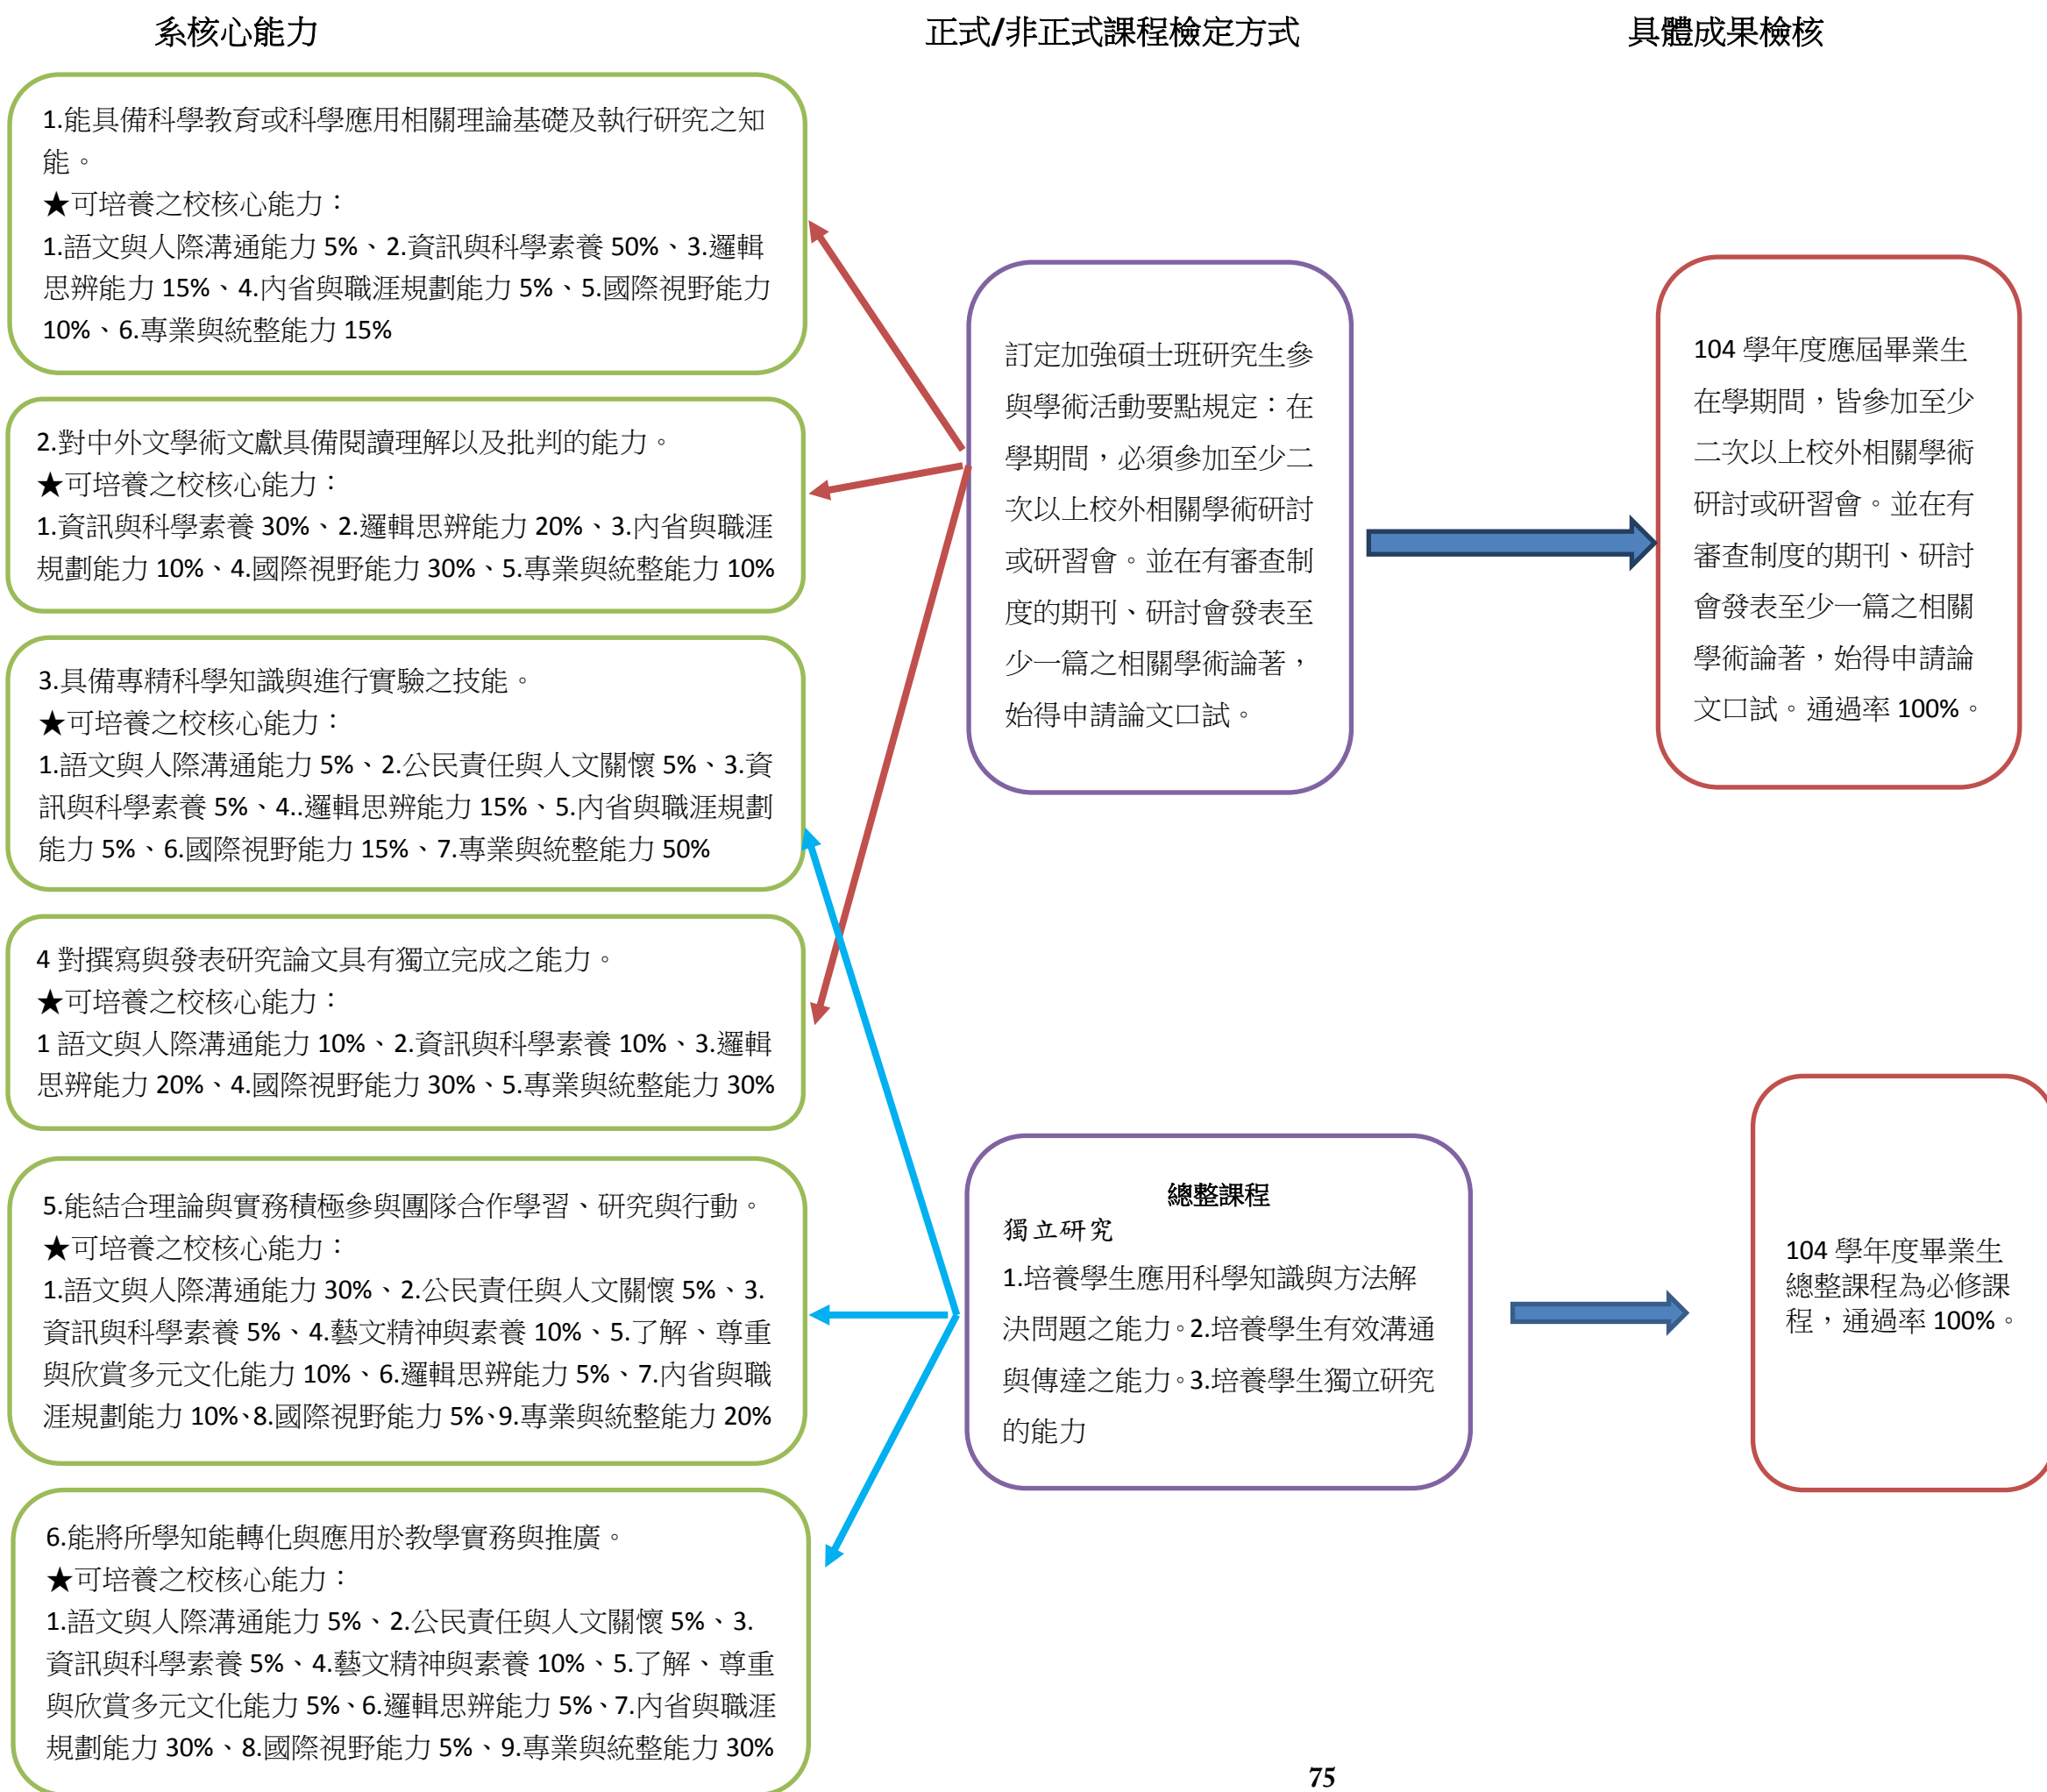 系核心能力
正式/非正式課程檢定方式
具體成果檢核
1.能具備科學教育或科學應用相關理論基礎及執行研究之知
能。
★可培養之校核心能力：
1.語文與人際溝通能力 5%、2.資訊與科學素養 50%、3.邏輯
思辨能力 15%、4.內省與職涯規劃能力 5%、5.國際視野能力
10%、6.專業與統整能力 15%
2.對中外文學術文獻具備閱讀理解以及批判的能力。
★可培養之校核心能力：
1.資訊與科學素養 30%、2.邏輯思辨能力 20%、3.內省與職涯
規劃能力 10%、4.國際視野能力 30%、5.專業與統整能力 10%
3.具備專精科學知識與進行實驗之技能。
★可培養之校核心能力：
1.語文與人際溝通能力 5%、2.公民責任與人文關懷 5%、3.資
訊與科學素養 5%、4..邏輯思辨能力 15%、5.內省與職涯規劃
能力 5%、6.國際視野能力 15%、7.專業與統整能力 50%
4 對撰寫與發表研究論文具有獨立完成之能力。
★可培養之校核心能力：
1 語文與人際溝通能力 10%、2.資訊與科學素養 10%、3.邏輯
思辨能力 20%、4.國際視野能力 30%、5.專業與統整能力 30%
5.能結合理論與實務積極參與團隊合作學習、研究與行動。
★可培養之校核心能力：
1.語文與人際溝通能力 30%、2.公民責任與人文關懷 5%、3.
資訊與科學素養 5%、4.藝文精神與素養 10%、5.了解、尊重
與欣賞多元文化能力 10%、6.邏輯思辨能力 5%、7.內省與職
涯規劃能力 10%、8.國際視野能力 5%、9.專業與統整能力 20%
6.能將所學知能轉化與應用於教學實務與推廣。
★可培養之校核心能力：
1.語文與人際溝通能力 5%、2.公民責任與人文關懷 5%、3.
資訊與科學素養 5%、4.藝文精神與素養 10%、5.了解、尊重
與欣賞多元文化能力 5%、6.邏輯思辨能力 5%、7.內省與職涯
規劃能力 30%、8.國際視野能力 5%、9.專業與統整能力 30%
訂定加強碩士班研究生參
與學術活動要點規定：在
學期間，必須參加至少二
次以上校外相關學術研討
或研習會。並在有審查制
度的期刊、研討會發表至
少一篇之相關學術論著，
始得申請論文口試。
總整課程
獨立研究
1.培養學生應用科學知識與方法解
決問題之能力。2.培養學生有效溝通
與傳達之能力。3.培養學生獨立研究
的能力
104 學年度應屆畢業生
在學期間，皆參加至少
二次以上校外相關學術
研討或研習會。並在有
審查制度的期刊、研討
會發表至少一篇之相關
學術論著，始得申請論
文口試。通過率 100%。
104 學年度畢業生
總整課程為必修課
程，通過率 100%。
75